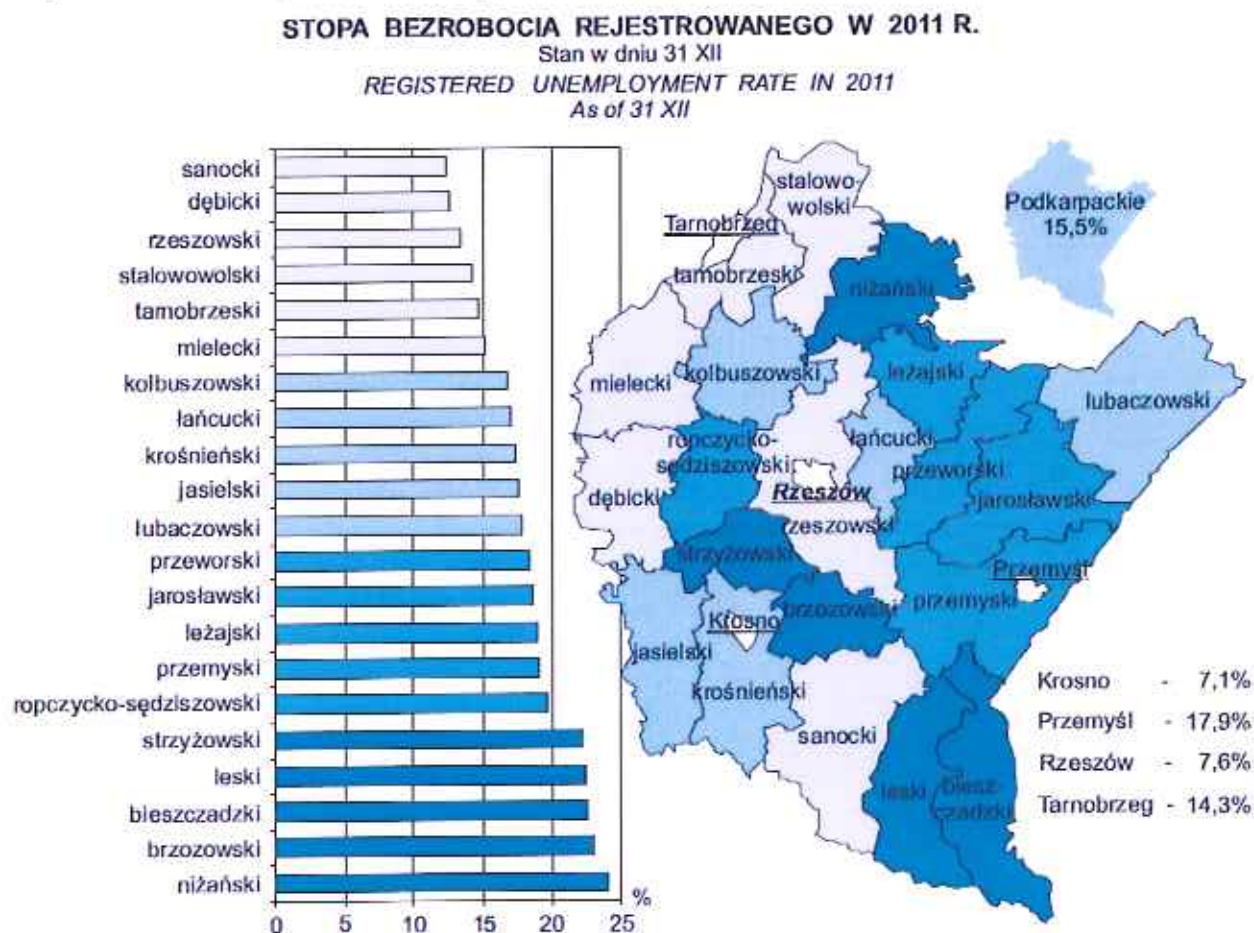 STOPA BEZROBOCIA REJESTROWANEGO W 2011 R.
Stan w dniu 31 XII
REGISTERED UNEMPLOYMENT RATE IN 2011
As of 31 XII
sanocki
dębicki
rzeszowski
stalowowolski
tarnobrzeski
mielecki
kolbuszowski
łańcucki
krośnieński
jasielski
lubaczowski
przeworski
jarosławski
leżajski
przemyski
ropczycko-sędziszowski
strzyżowski
leski
bieszczadzki
brzozowski
niżański
0 5 10 15 20 25
%
stalowo-
wolski
Tarnobrzeg
tarnobrzeski
niżański
Podkarpackie
15,5%
mielecki
kolbuszowski
leżajski
lubaczowski
ropczycko-
sędziszowski
łańcucki
przeworski
jarosławski
dębicki
Rzeszów
rzeszowski
strzyżowski
Przemyśl
przemyski
brzozowski
Krosno
jasielski
krośnieński
sanocki
leski
biesz-
czadzki
Krosno - 7,1%
Przemyśl - 17,9%
Rzeszów - 7,6%
Tarnobrzeg - 14,3%